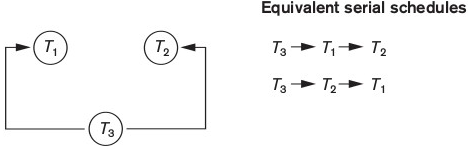 Equivalent serial schedules
T1 T2 T3 → T1 → T2
T3 → T2 → T1
T3